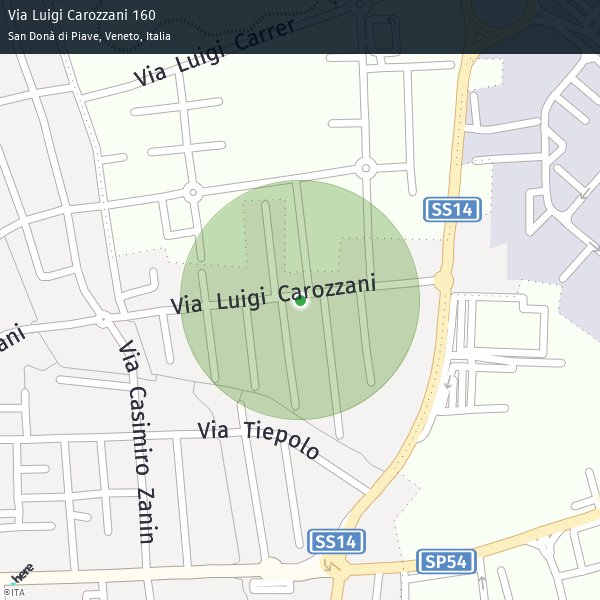 Via Luigi Carozzani 160
San Donà di Piave, Veneto, Italia
Via Luigi Carrer
SS14
Via Luigi Carozzani
ani
Via Casimiro Zanin
Via Tiepolo
SS14
SP54
here
©ITA